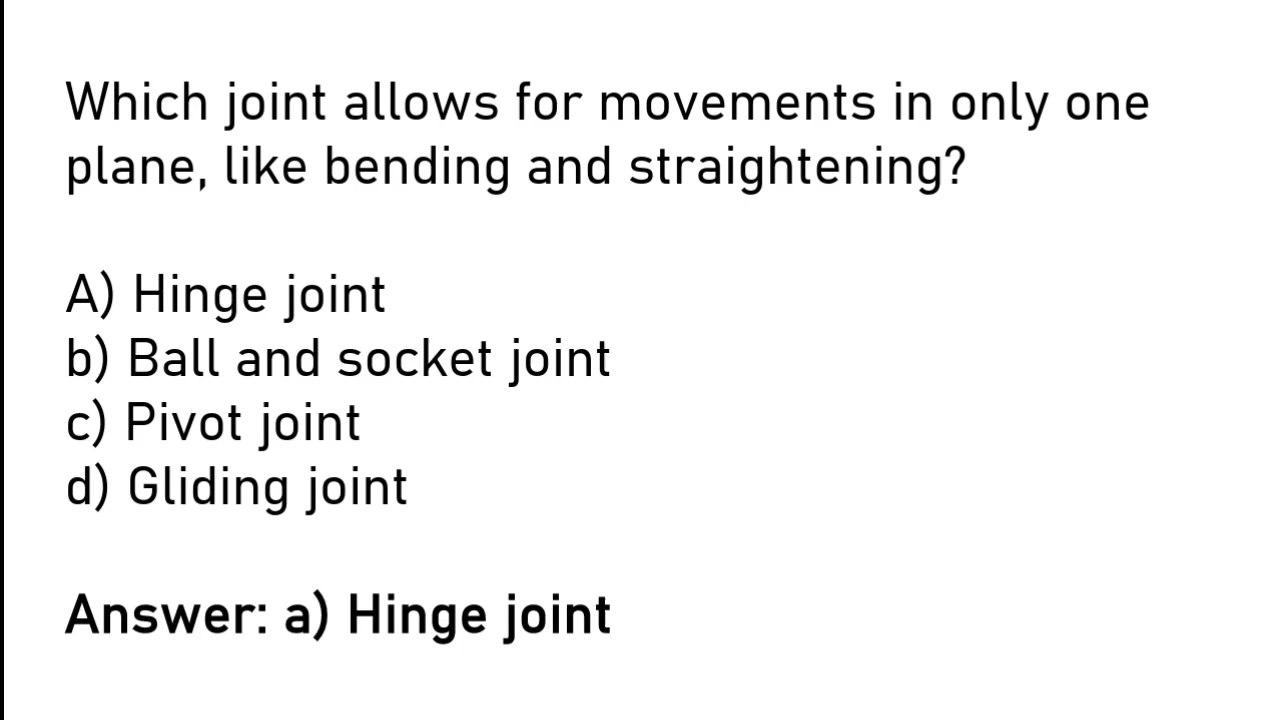 Which joint allows for movements in only one
plane, like bending and straightening?
A) Hinge joint
b) Ball and socket joint
c) Pivot joint
d) Gliding joint
Answer: a) Hinge joint